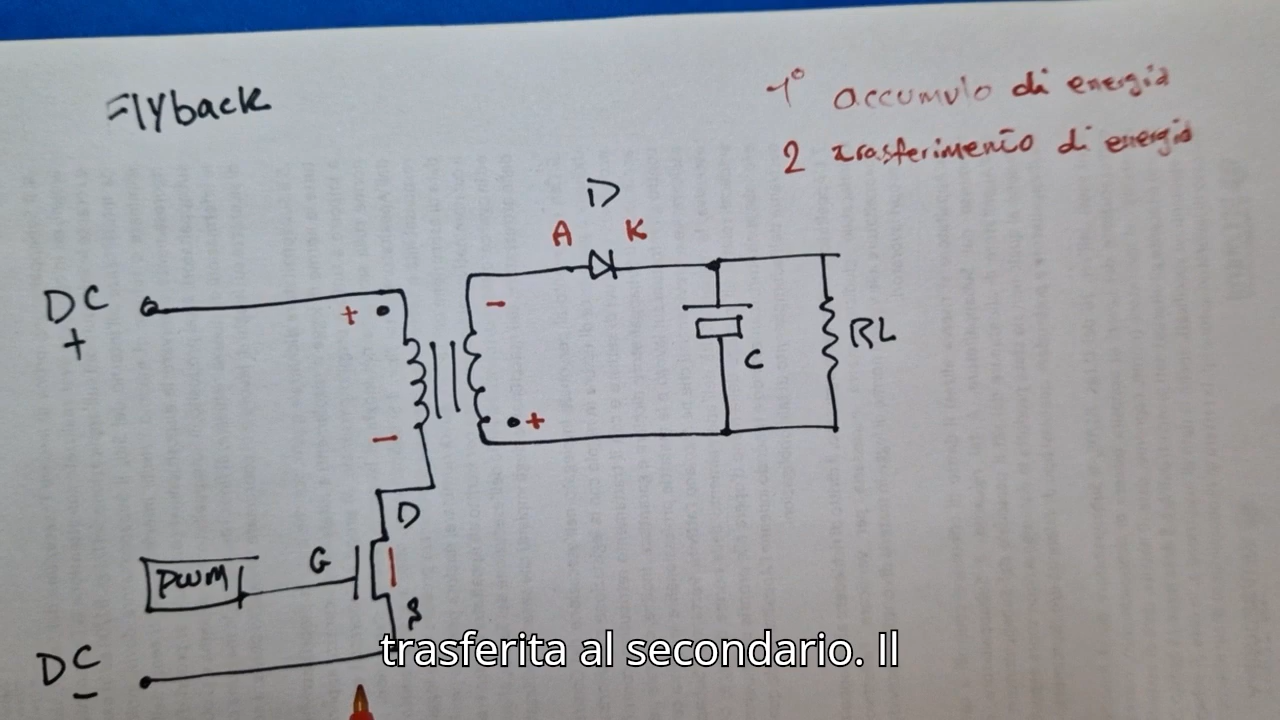 Flyback
1° accumulo di energia
2 trasferimento di energia
D
A K
DC
+
+
-
-
+
C
RL
D
G
PWM
S
DC
-
trasferita al secondario. Il